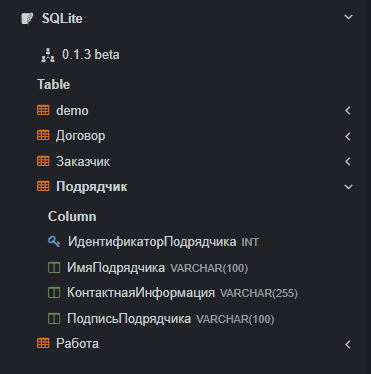 SQLite
0.1.3 beta
Table
demo
Договор
Заказчик
Подрядчик
Column
ИдентификаторПодрядчика INT
ИмяПодрядчика VARCHAR(100)
КонтактнаяИнформация VARCHAR(255)
ПодписьПодрядчика VARCHAR(100)
Работа